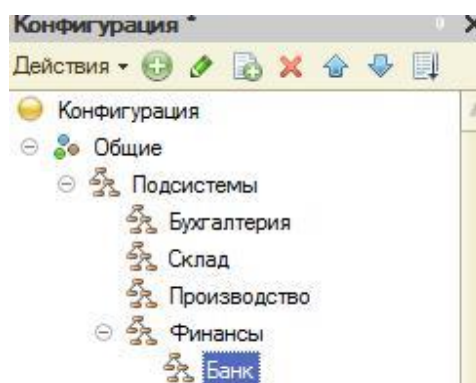 Конфигурация *
Действия
Конфигурация
Общие
Подсистемы
Бухгалтерия
Склад
Производство
Финансы
Банк